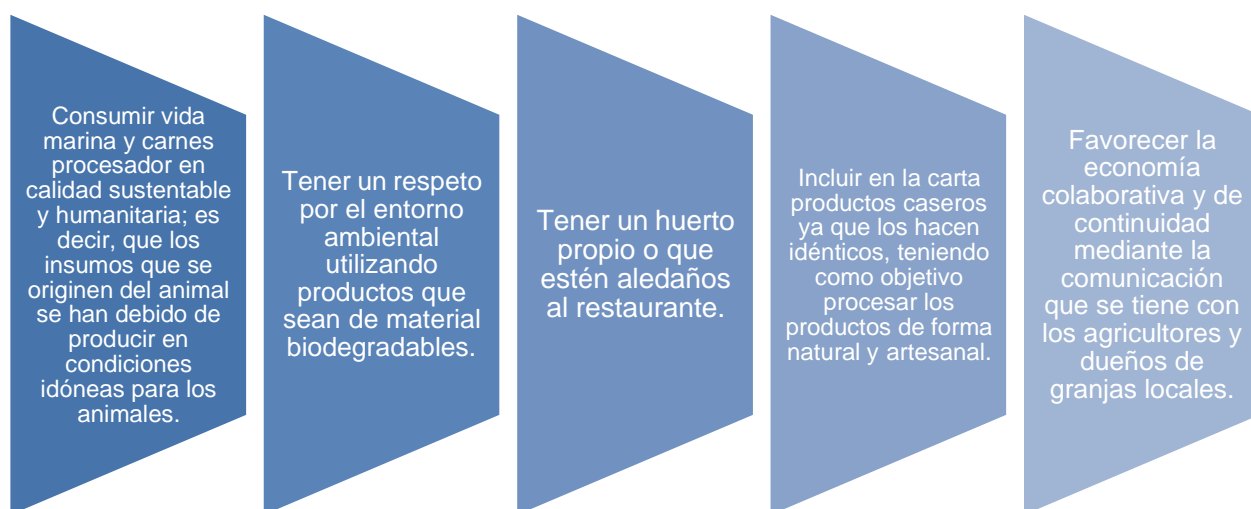 Consumir vida
marina y carnes
procesador en
calidad sustentable
y humanitaria; es
decir, que los
insumos que se
originen del animal
se han debido de
producir en
condiciones
idóneas para los
animales.
Tener un respeto
por el entorno
ambiental
utilizando
productos que
sean de material
biodegradables.
Tener un huerto
propio o que
estén aledaños
al restaurante.
Incluir en la carta
productos caseros
ya que los hacen
idénticos, teniendo
como objetivo
procesar los
productos de forma
natural y artesanal.
Favorecer la
economía
colaborativa y de
continuidad
mediante la
comunicación
que se tiene con
los agricultores y
dueños de
granjas locales.